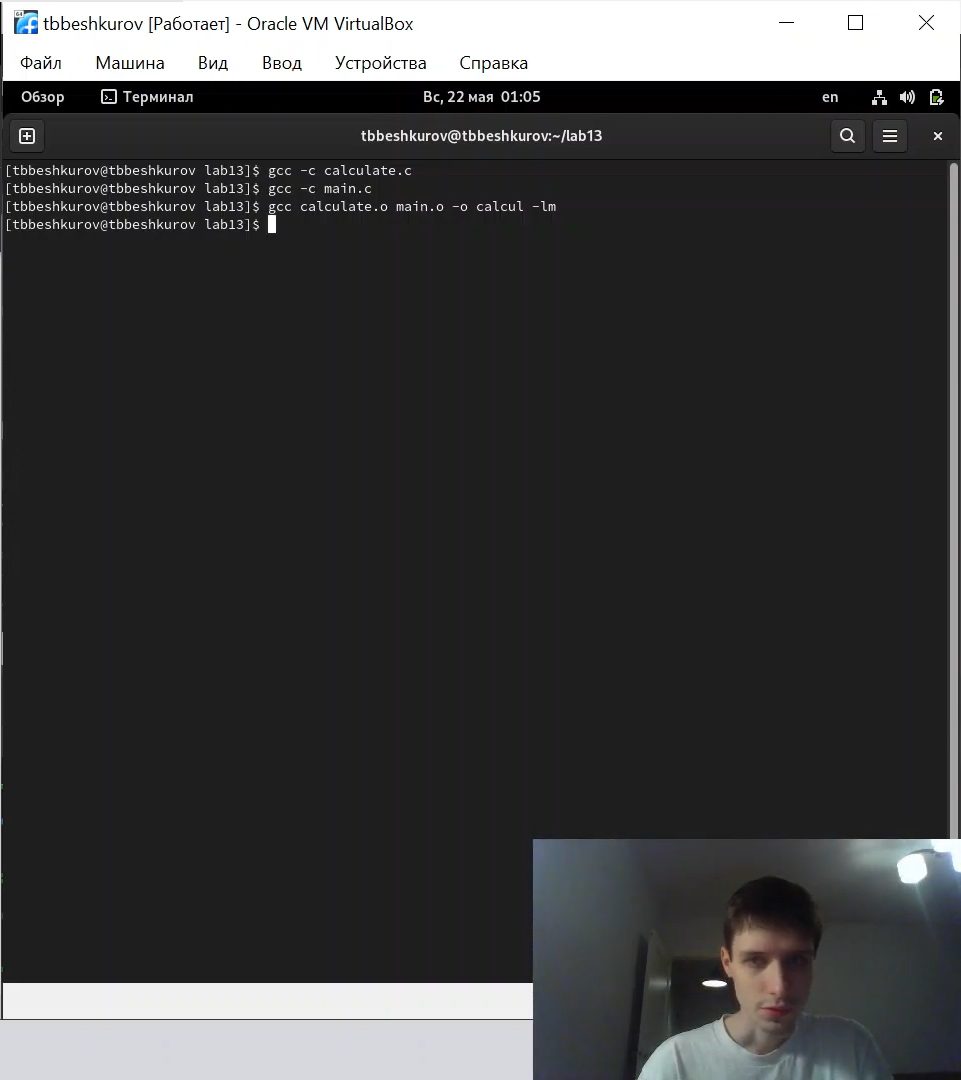 tbbeshkurov [Работает] - Oracle VM VirtualBox
Файл Машина Вид Ввод Устройства Справка
Обзор Терминал Вс, 22 мая 01:05 en
tbbeshkurov@tbbeshkurov:~/lab13
[tbbeshkurov@tbbeshkurov lab13]$ gcc -c calculate.c
[tbbeshkurov@tbbeshkurov lab13]$ gcc -c main.c
[tbbeshkurov@tbbeshkurov lab13]$ gcc calculate.o main.o -o calcul -lm
[tbbeshkurov@tbbeshkurov lab13]$